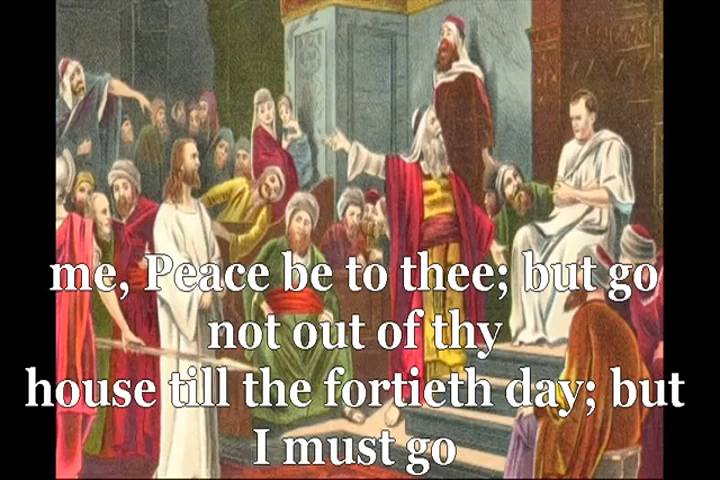 me, Peace be to thee; but go
not out of thy
house till the fortieth day; but
I must go